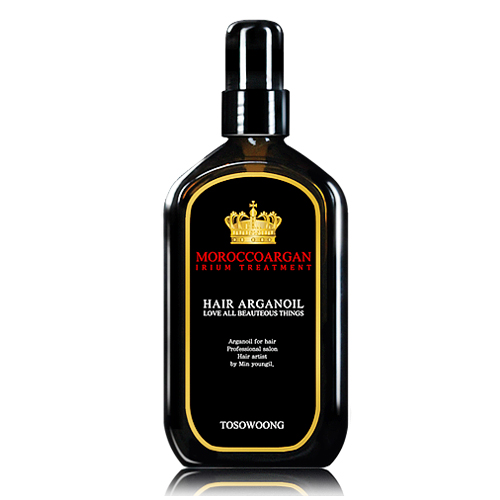 MOROCCOARGAN
IRIUM TREATMENT
HAIR ARGANOIL
LOVE ALL BEAUTEOUS THINGS
Arganoil for hair
Professional salon
Hair artist
by Min youngil.
TOSOWOONG